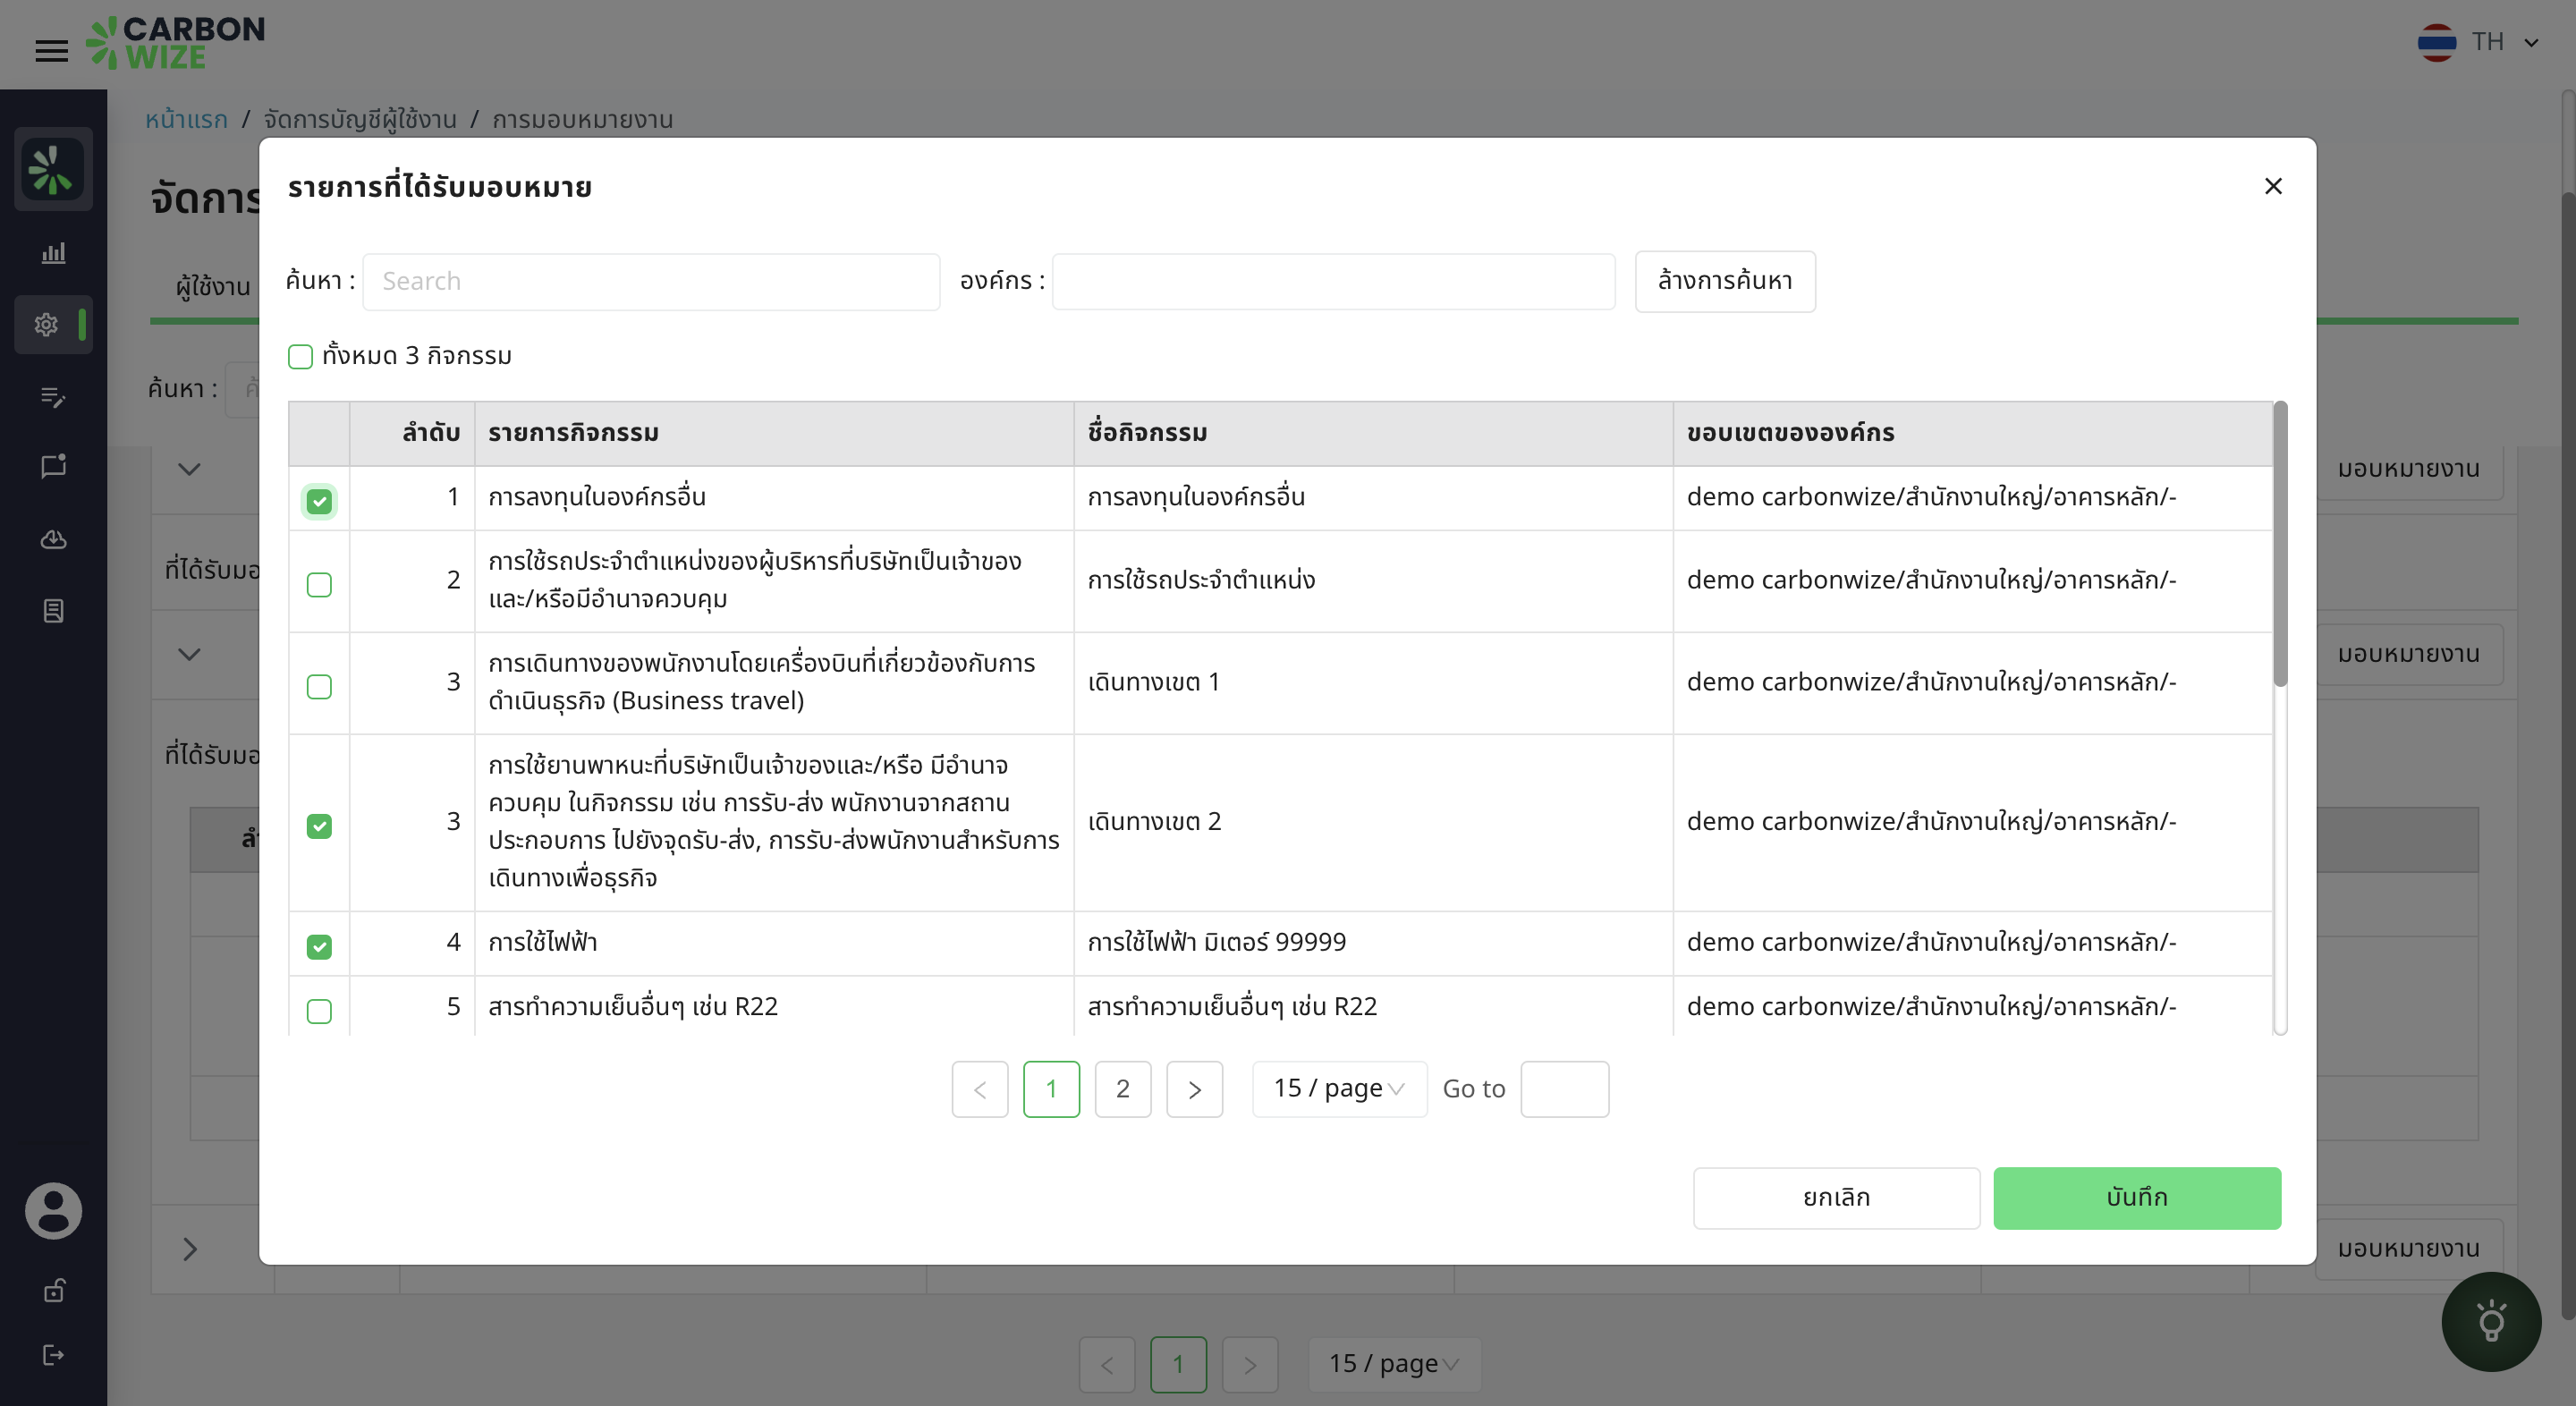 CARBON
WIZE
TH
หน้าแรก / จัดการบัญชีผู้ใช้งาน / การมอบหมายงาน
จัดการ
ผู้ใช้งาน
ค้นหา :
มอบหมายงาน
ที่ได้รับมอ
มอบหมายงาน
ที่ได้รับมอ
รายการที่ได้รับมอบหมาย
ค้นหา : Search องค์กร : ล้างการค้นหา
ทั้งหมด 3 กิจกรรม
ลำดับ รายการกิจกรรม ชื่อกิจกรรม ขอบเขตขององค์กร
1 การลงทุนในองค์กรอื่น การลงทุนในองค์กรอื่น demo carbonwize/สำนักงานใหญ่/อาคารหลัก/-
2 การใช้รถประจำตำแหน่งของผู้บริหารที่บริษัทเป็นเจ้าของ
และ/หรือมีอำนาจควบคุม การใช้รถประจำตำแหน่ง demo carbonwize/สำนักงานใหญ่/อาคารหลัก/-
3 การเดินทางของพนักงานโดยเครื่องบินที่เกี่ยวข้องกับการ
ดำเนินธุรกิจ (Business travel) เดินทางเขต 1 demo carbonwize/สำนักงานใหญ่/อาคารหลัก/-
3 การใช้ยานพาหนะที่บริษัทเป็นเจ้าของและ/หรือ มีอำนาจ
ควบคุม ในกิจกรรม เช่น การรับ-ส่ง พนักงานจากสถาน
ประกอบการ ไปยังจุดรับ-ส่ง, การรับ-ส่งพนักงานสำหรับการ
เดินทางเพื่อธุรกิจ เดินทางเขต 2 demo carbonwize/สำนักงานใหญ่/อาคารหลัก/-
4 การใช้ไฟฟ้า การใช้ไฟฟ้า มิเตอร์ 99999 demo carbonwize/สำนักงานใหญ่/อาคารหลัก/-
5 สารทำความเย็นอื่นๆ เช่น R22 สารทำความเย็นอื่นๆ เช่น R22 demo carbonwize/สำนักงานใหญ่/อาคารหลัก/-
1 2 15 / page Go to
ยกเลิก บันทึก
มอบหมายงาน
1 15 / page